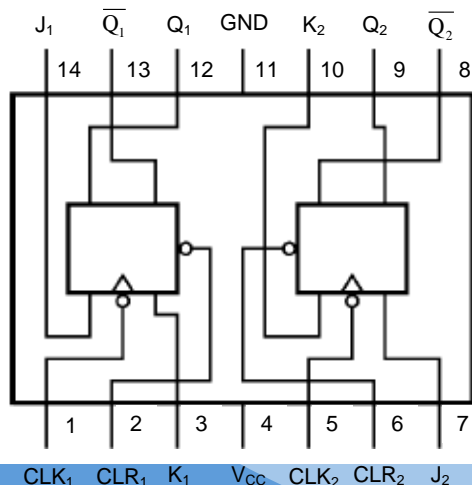 J₁ Q̅₁ Q₁ GND K₂ Q₂ Q̅₂
14 13 12 11 10 9 8
1 2 3 4 5 6 7
CLK₁ CLR₁ K₁ V_CC CLK₂ CLR₂ J₂